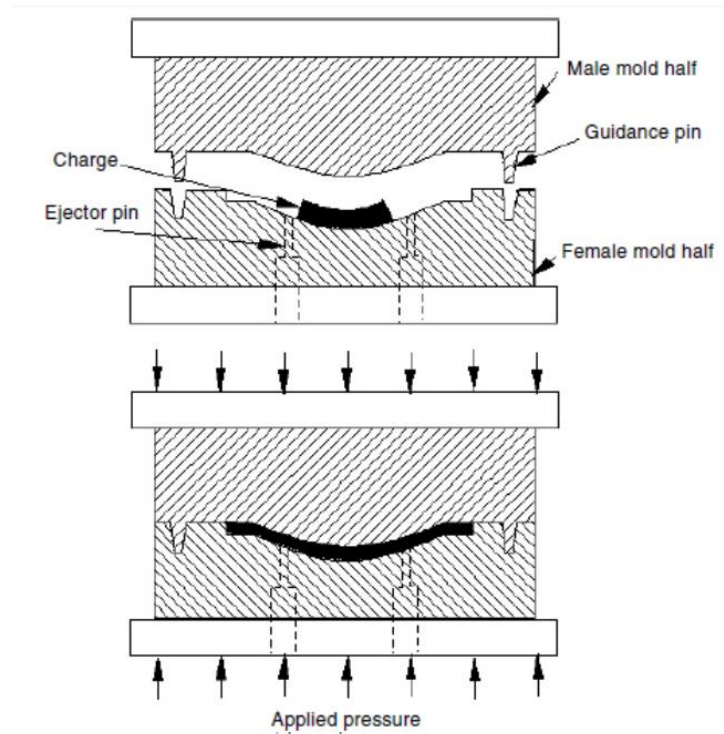 Male mold half
Guidance pin
Charge
Ejector pin
Female mold half
Applied pressure